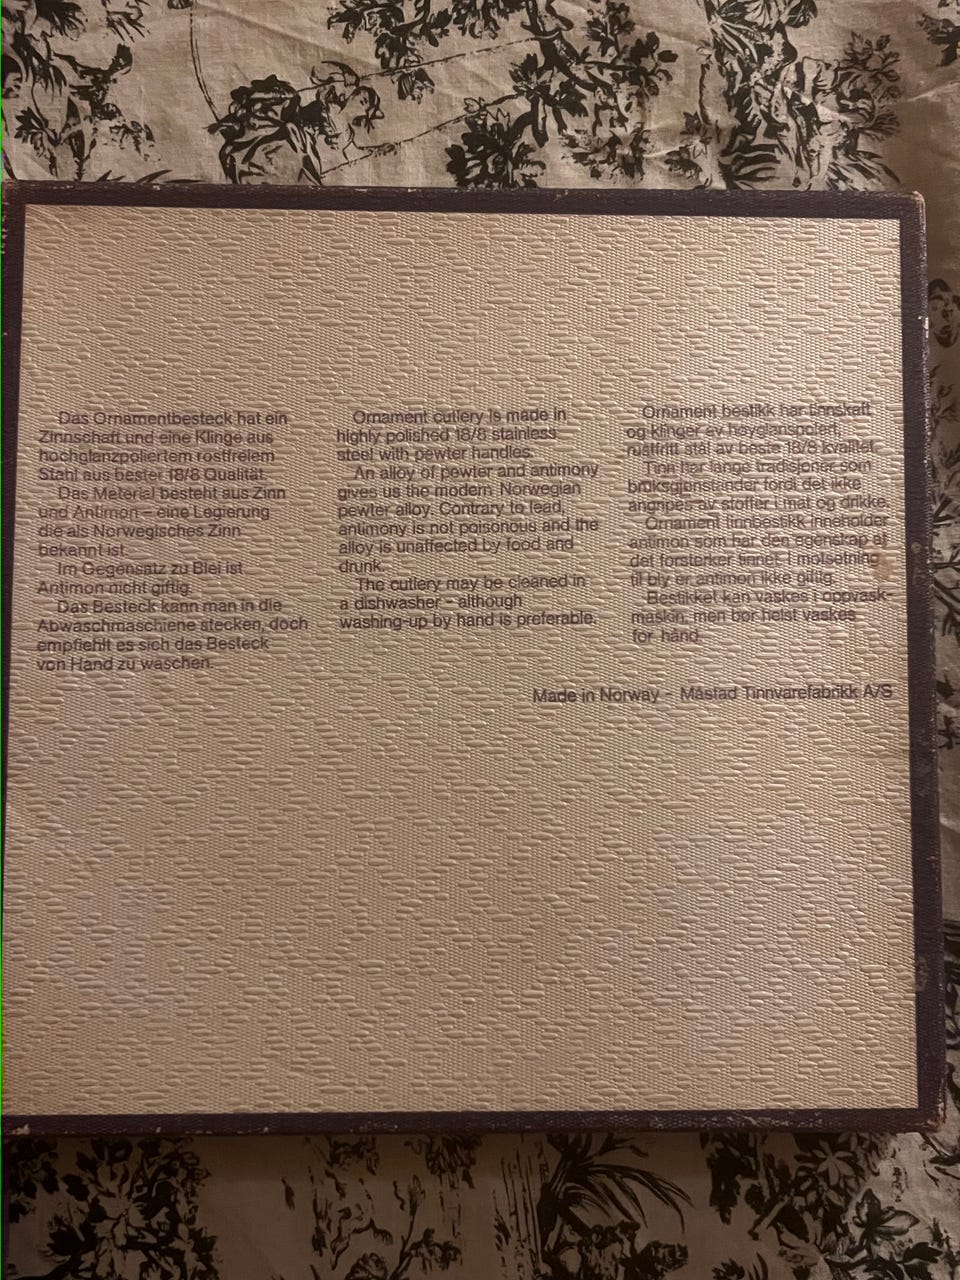 Das Ornamentbesteck hat ein
Zinnschaft und eine Klinge aus
hochglanzpoliertem rostfreiem
Stahl aus bester 18/8 Qualität.
Das Material besteht aus Zinn
und Antimon – eine Legierung
die als Norwegisches Zinn
bekannt ist.
Im Gegensatz zu Blei ist
Antimon nicht giftig.
Das Besteck kann man in die
Abwaschmaschiene stecken, doch
empfiehlt es sich das Besteck
von Hand zu waschen.
Ornament cutlery is made in
highly polished 18/8 stainless
steel with pewter handles.
An alloy of pewter and antimony
gives us the modern Norwegian
pewter alloy. Contrary to lead,
antimony is not poisonous and the
alloy is unaffected by food and
drunk.
The cutlery may be cleaned in
a dishwasher – although
washing-up by hand is preferable.
Ornament bestikk har tinnskaft
og klinger av høyglanspolert,
rustfritt stål av beste 18/8 kvalitet.
Tinn har lange tradisjoner som
bruksgjenstander fordi det ikke
angripes av stoffer i mat og drikke.
Ornament tinnbestikk inneholder
antimon som har den egenskap at
det forsterker tinnet. I motsetning
til bly er antimon ikke giftig.
Bestikket kan vaskes i oppvask-
maskin, men bør helst vaskes
for hånd.
Made in Norway – Måstad Tinnvarefabrikk A/S